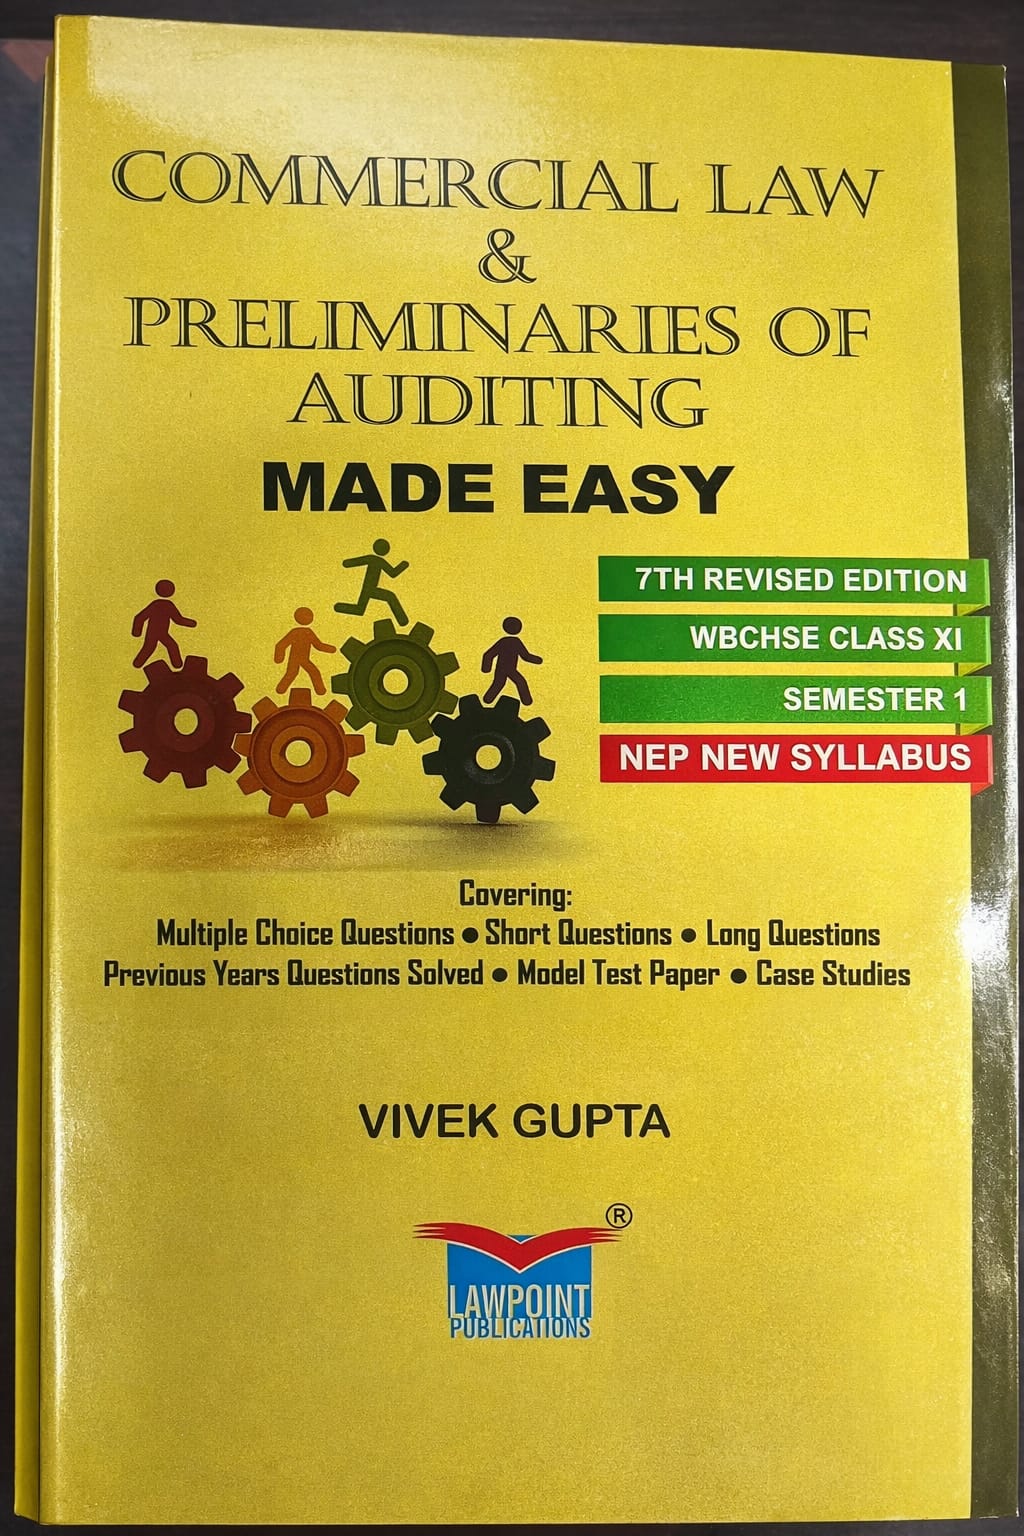 COMMERCIAL LAW
&
PRELIMINARIES OF
AUDITING
MADE EASY
7TH REVISED EDITION
WBCHSE CLASS XI
SEMESTER 1
NEP NEW SYLLABUS
Covering:
Multiple Choice Questions ● Short Questions ● Long Questions
Previous Years Questions Solved ● Model Test Paper ● Case Studies
VIVEK GUPTA
®
LAWPOINT
PUBLICATIONS